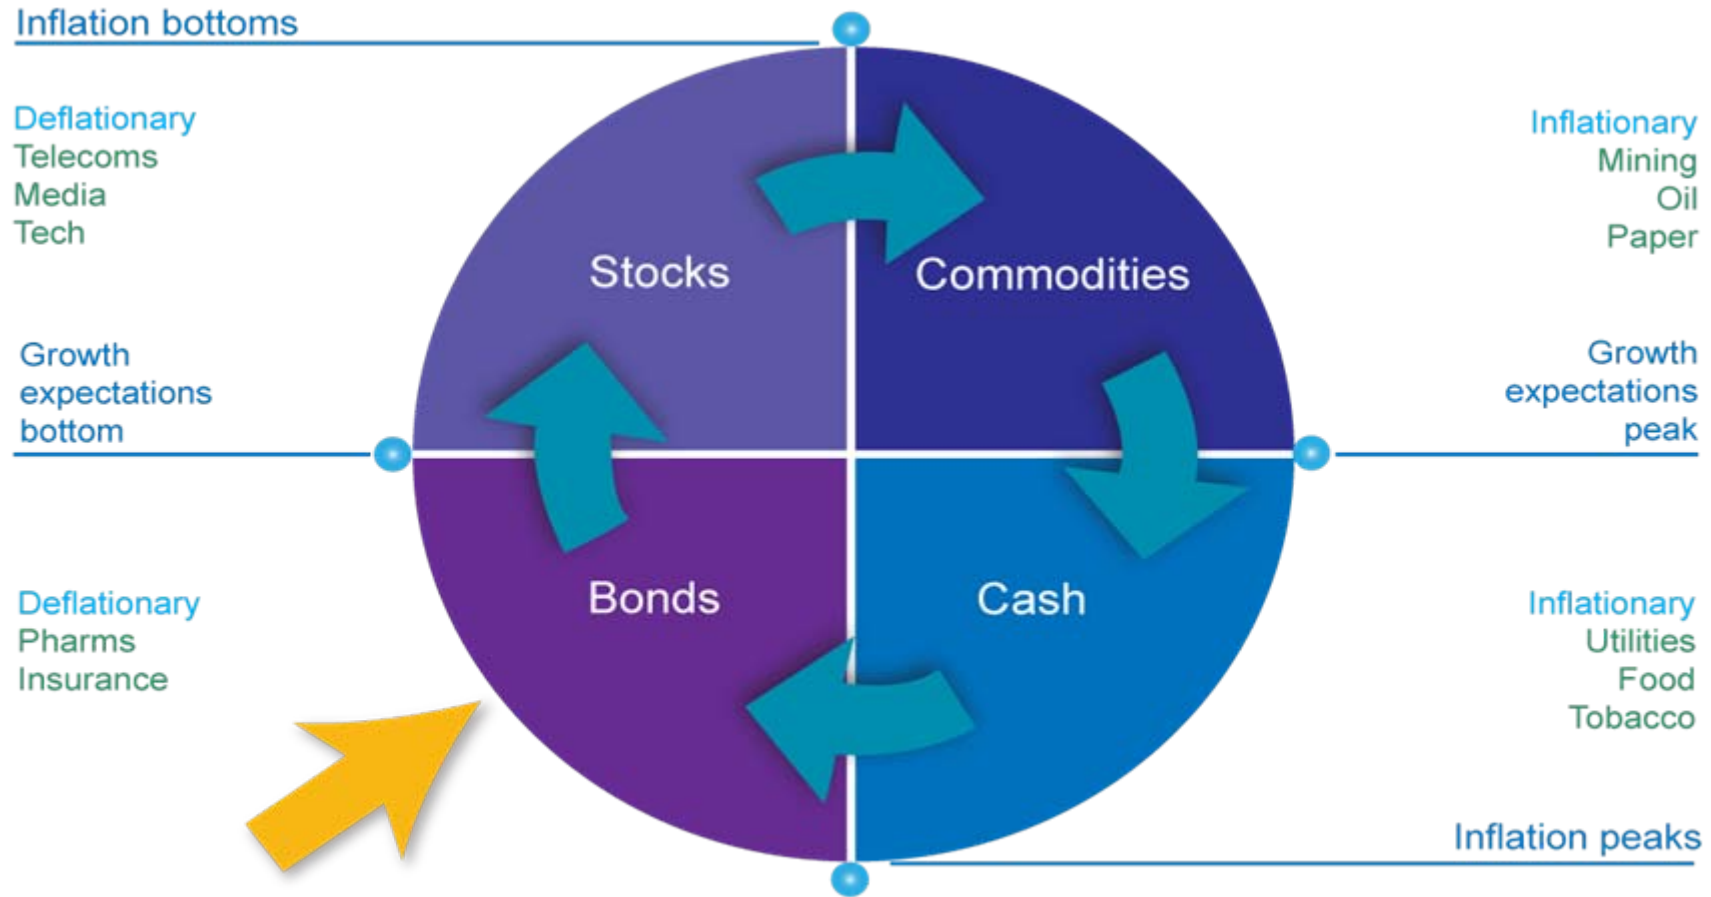 Inflation bottoms
Deflationary
Telecoms
Media
Tech
Growth
expectations
bottom
Deflationary
Pharms
Insurance
Stocks
Commodities
Bonds
Cash
Inflationary
Mining
Oil
Paper
Growth
expectations
peak
Inflationary
Utilities
Food
Tobacco
Inflation peaks